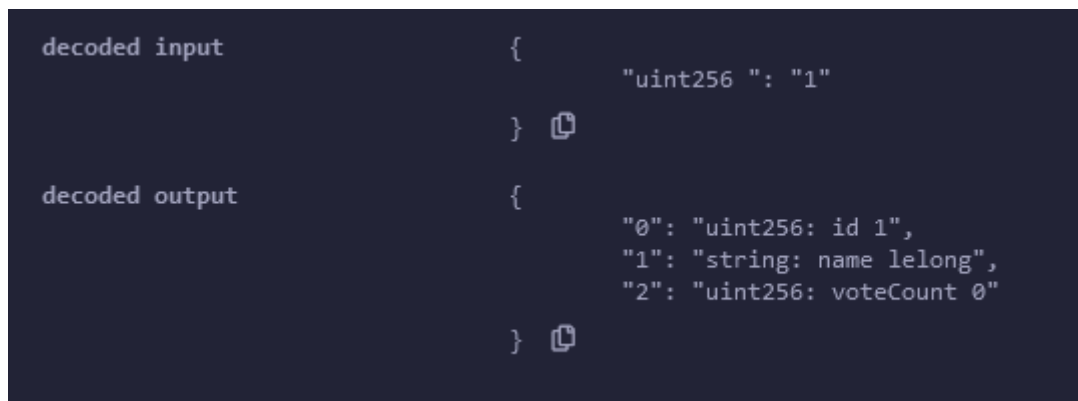 decoded input {
"uint256 ": "1"
}
decoded output {
"0": "uint256: id 1",
"1": "string: name lelong",
"2": "uint256: voteCount 0"
}